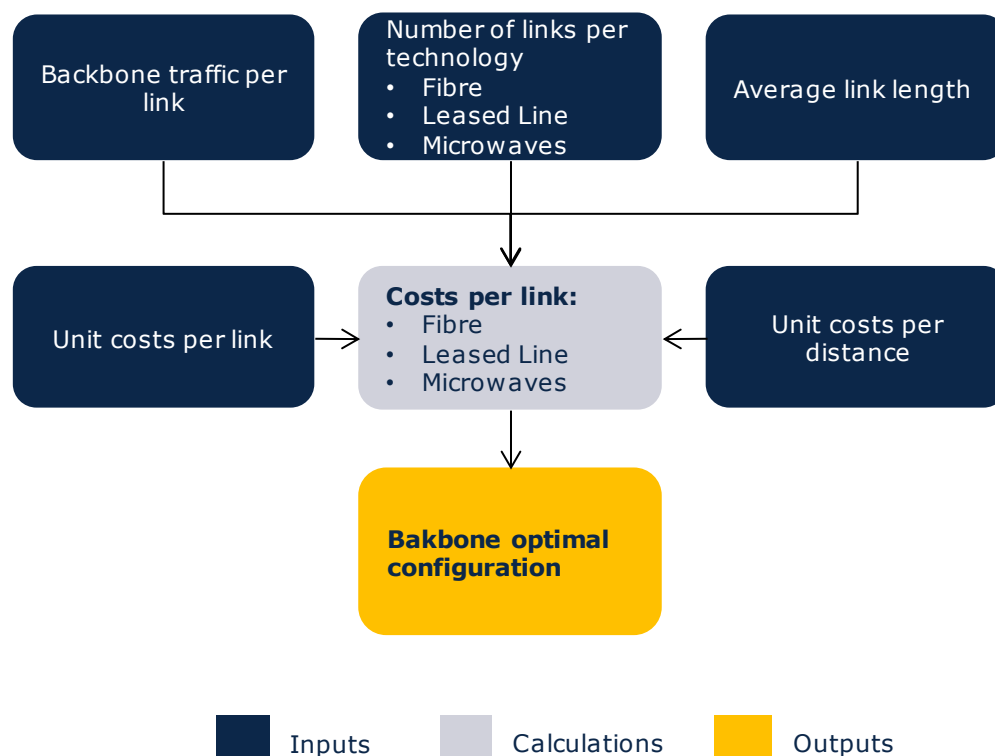 Backbone traffic per
link
Number of links per
technology
• Fibre
• Leased Line
• Microwaves
Average link length
Unit costs per link
Costs per link:
• Fibre
• Leased Line
• Microwaves
Unit costs per
distance
Bakbone optimal
configuration
Inputs
Calculations
Outputs